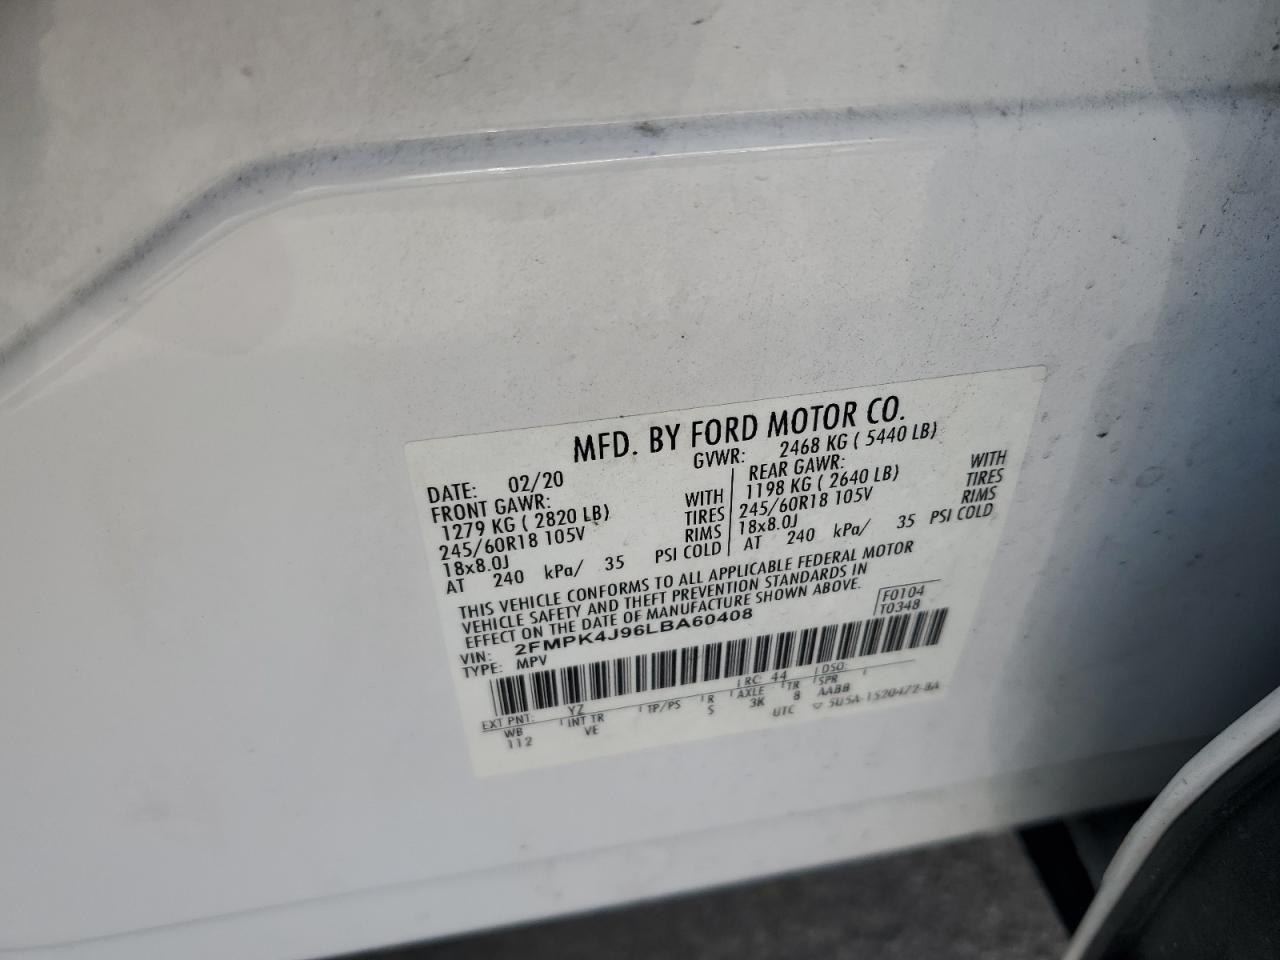 MFD. BY FORD MOTOR CO.
DATE: 02/20 GVWR: 2468 KG ( 5440 LB)
FRONT GAWR: REAR GAWR:
1279 KG ( 2820 LB) WITH 1198 KG ( 2640 LB) WITH
245/60R18 105V TIRES 245/60R18 105V TIRES
18x8.0J RIMS 18x8.0J RIMS
AT 240 kPa/ 35 PSI COLD AT 240 kPa/ 35 PSI COLD
THIS VEHICLE CONFORMS TO ALL APPLICABLE FEDERAL MOTOR
VEHICLE SAFETY AND THEFT PREVENTION STANDARDS IN
EFFECT ON THE DATE OF MANUFACTURE SHOWN ABOVE.
F0104
T0348
VIN: 2FMPK4J96LBA60408
TYPE: MPV
EXT PNT: YZ RC: 44 DSO:
WB INT TR TP/PS R AXLE TR SPR
112 VE S 3K 8 AABB
UTC ▽ 5U5A-1520472-BA